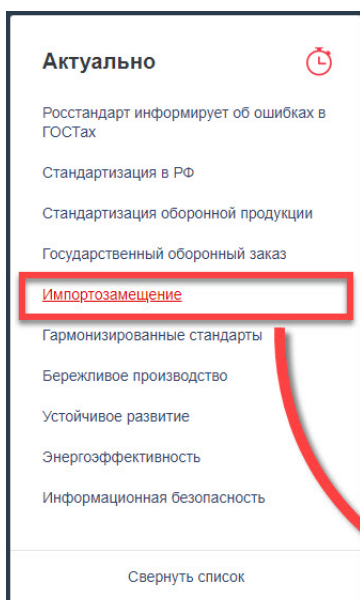 Актуально
Росстандарт информирует об ошибках в
ГОСТах
Стандартизация в РФ
Стандартизация оборонной продукции
Государственный оборонный заказ
Импортозамещение
Гармонизированные стандарты
Бережливое производство
Устойчивое развитие
Энергоэффективность
Информационная безопасность
Свернуть список